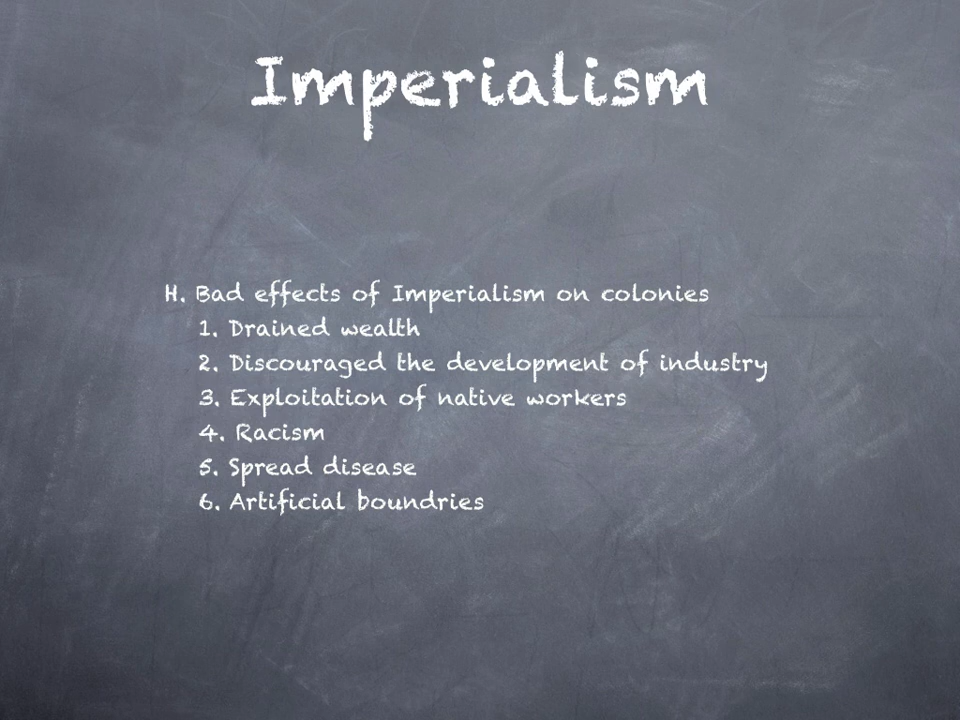 Imperialism
H. Bad effects of Imperialism on colonies
1. Drained wealth
2. Discouraged the development of industry
3. Exploitation of native workers
4. Racism
5. Spread disease
6. Artificial boundries